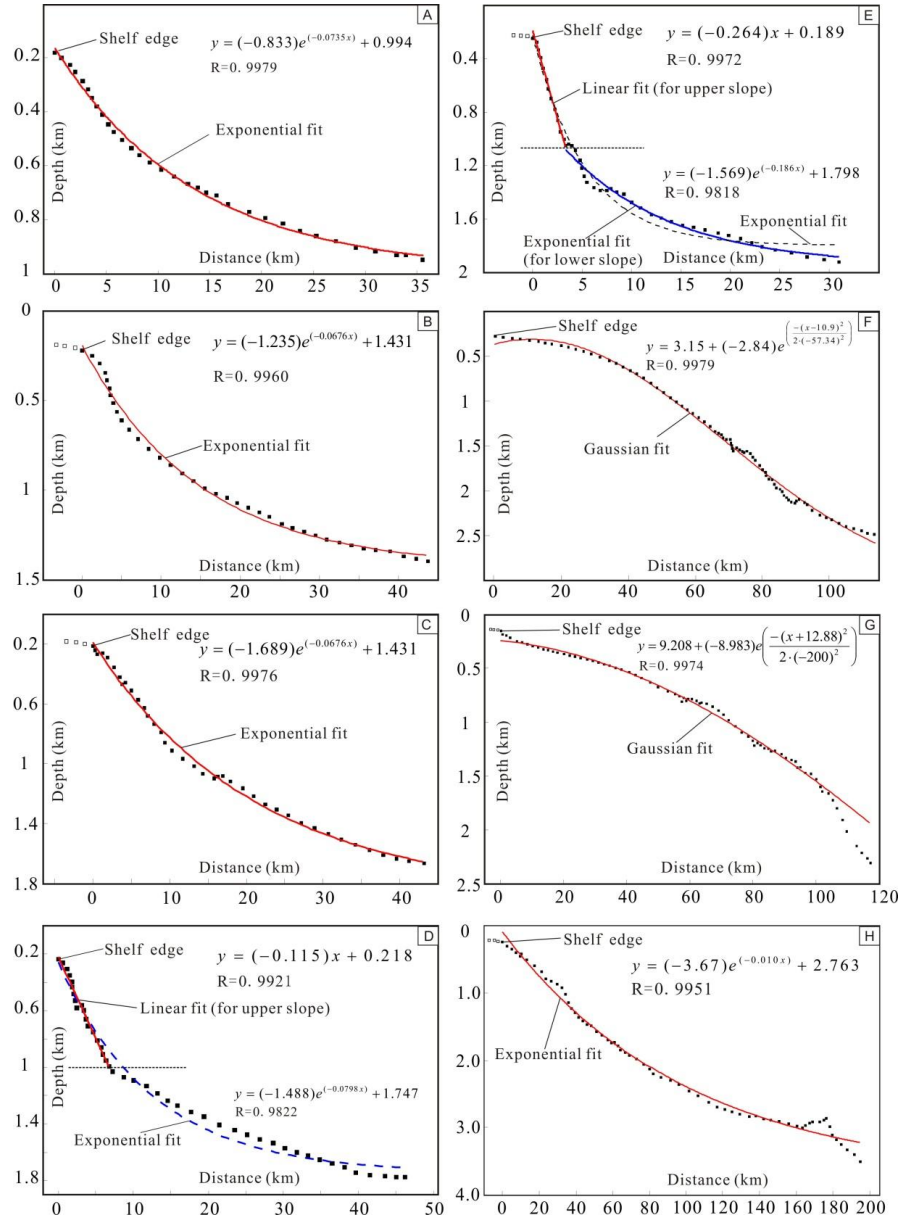 A
Shelf edge
y = (−0.833)e^(−0.0735x) + 0.994
R=0.9979
Exponential fit
Depth (km)
Distance (km)
0.2
0.4
0.6
0.8
1
0 5 10 15 20 25 30 35
B
Shelf edge
y = (−1.235)e^(−0.0676x) + 1.431
R=0.9960
Exponential fit
Depth (km)
Distance (km)
0
0.5
1
1.5
0 10 20 30 40
C
Shelf edge
y = (−1.689)e^(−0.0676x) + 1.431
R=0.9976
Exponential fit
Depth (km)
Distance (km)
0.2
0.6
1
1.4
1.8
0 10 20 30 40
D
Shelf edge
y = (−0.115)x + 0.218
R=0.9921
Linear fit (for upper slope)
y = (−1.488)e^(−0.0798x) + 1.747
R=0.9822
Exponential fit
Depth (km)
Distance (km)
0.2
0.6
1
1.4
1.8
0 5 10 20 30 40 50
E
Shelf edge
y = (−0.264)x + 0.189
R=0.9972
Linear fit (for upper slope)
y = (−1.569)e^(−0.186x) + 1.798
R=0.9818
Exponential fit
Exponential fit
(for lower slope)
Depth (km)
Distance (km)
0.4
0.8
1.2
1.6
2
0 5 10 15 20 25 30
F
Shelf edge
y = 3.15 + (−2.84)e^(−(x−10.9)²/2·(−57.34)²)
R=0.9979
Gaussian fit
Depth (km)
Distance (km)
0.5
1
1.5
2
2.5
0 20 40 60 80 100
G
Shelf edge
y = 9.208 + (−8.983)e^(−(x+12.88)²/2·(−200)²)
R=0.9974
Gaussian fit
Depth (km)
Distance (km)
0
0.5
1
1.5
2
2.5
0 20 40 60 80 100 120
H
Shelf edge
y = (−3.67)e^(−0.010x) + 2.763
R=0.9951
Exponential fit
Depth (km)
Distance (km)
0
1.0
2.0
3.0
4.0
0 20 40 60 80 100 120 140 160 180 200